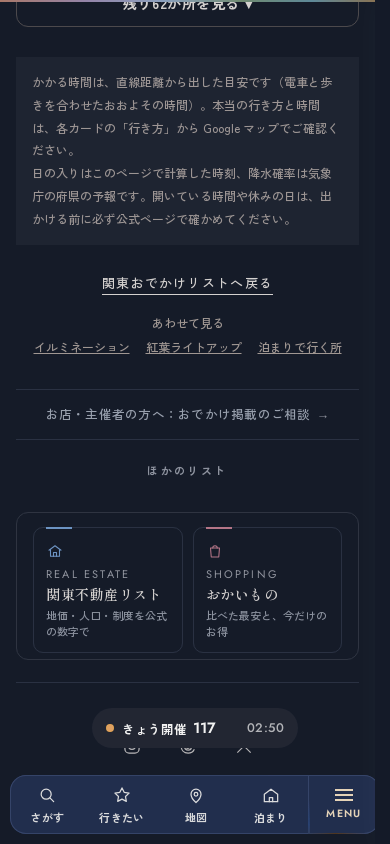 残り62か所を見る ▼
かかる時間は、直線距離から出した目安です（電車と歩
きを合わせたおおよその時間）。本当の行き方と時間
は、各カードの「行き方」から Google マップでご確認く
ださい。
日の入りはこのページで計算した時刻、降水確率は気象
庁の府県の予報です。開いている時間や休みの日は、出
かける前に必ず公式ページで確かめてください。
関東おでかけリストへ戻る
あわせて見る
イルミネーション 紅葉ライトアップ 泊まりで行く所
お店・主催者の方へ：おでかけ掲載のご相談 →
ほかのリスト
REAL ESTATE
関東不動産リスト
地価・人口・制度を公式
の数字で
SHOPPING
おかいもの
比べた最安と、今だけの
お得
きょう開催 117 02:50
さがす 行きたい 地図 泊まり MENU